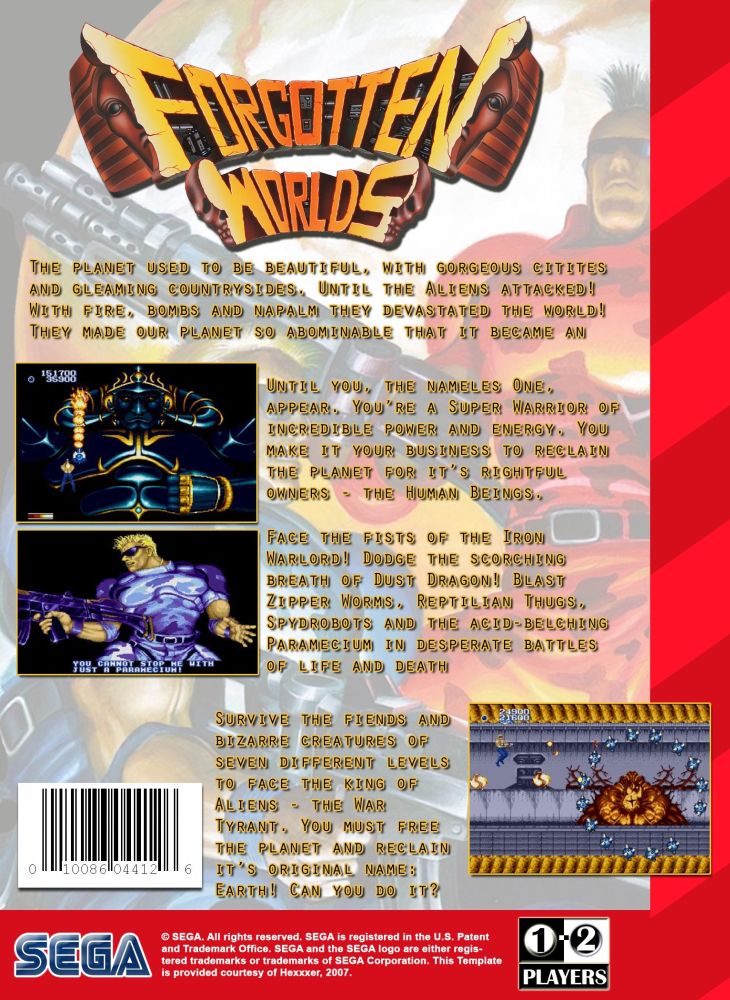 FORGOTTEN
WORLDS
The planet used to be beautiful, with gorgeous citites
and gleaming countrysides. Until the Aliens attacked!
With fire, bombs and napalm they devastated the world!
They made our planet so abominable that it became an
151700
36900
Until you, the nameles One,
appear. You're a Super Warrior of
incredible power and energy. You
make it your business to reclaim
the planet for it's rightful
owners - the Human Beings.
Face the fists of the Iron
Warlord! Dodge the scorching
breath of Dust Dragon! Blast
Zipper Worms, Reptilian Thugs,
Spydrobots and the acid-belching
Paramecium in desperate battles
of life and death
YOU CANNOT STOP ME WITH
JUST A PARAMECIUM!
Survive the fiends and
bizarre creatures of
seven different levels
to face the king of
Aliens - the War
Tyrant. You must free
the planet and reclain
it's original name:
Earth! Can you do it?
24900
21600
0 10086 04412 6
SEGA
© SEGA. All rights reserved. SEGA is registered in the U.S. Patent
and Trademark Office. SEGA and the SEGA logo are either regis-
tered trademarks or trademarks of SEGA Corporation. This Template
is provided courtesy of Hexxxer, 2007.
1-2
PLAYERS